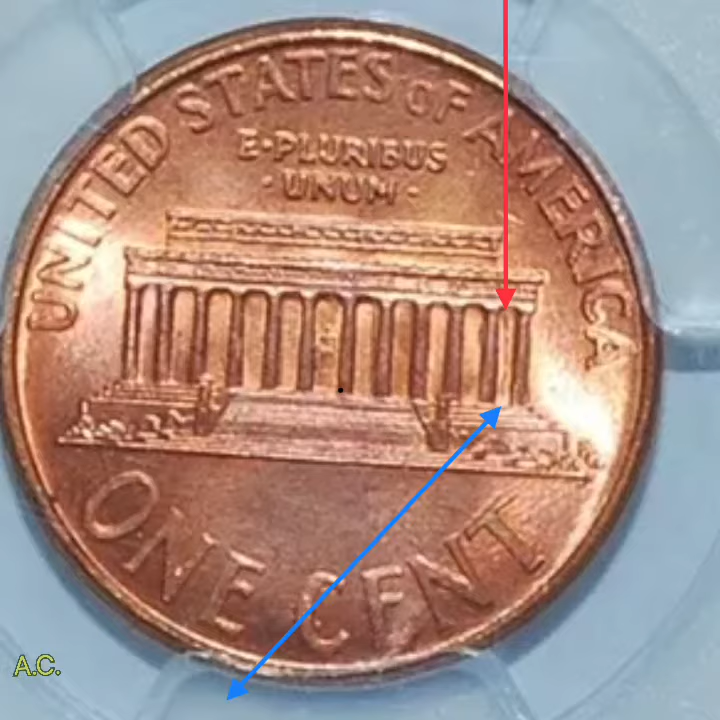 UNITED STATES OF AMERICA
E·PLURIBUS
·UNUM·
ONE CENT
A.C.